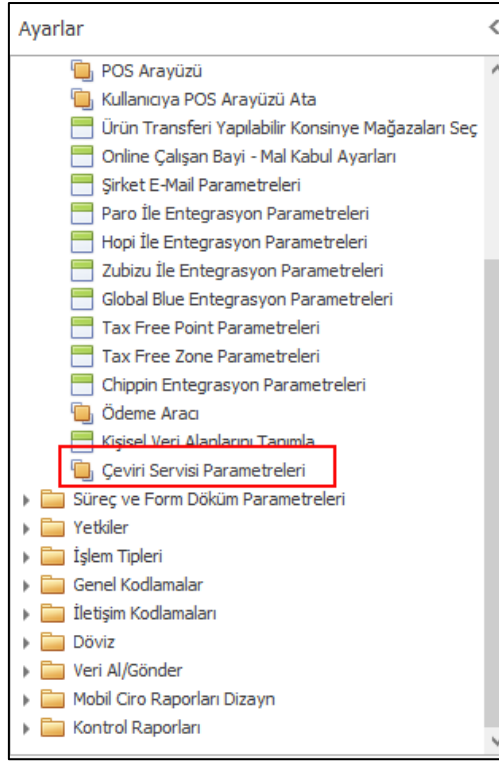 Ayarlar
POS Arayüzü
Kullanıcıya POS Arayüzü Ata
Ürün Transferi Yapılabilir Konsinye Mağazaları Seç
Online Çalışan Bayi - Mal Kabul Ayarları
Şirket E-Mail Parametreleri
Paro İle Entegrasyon Parametreleri
Hopi İle Entegrasyon Parametreleri
Zubizu İle Entegrasyon Parametreleri
Global Blue Entegrasyon Parametreleri
Tax Free Point Parametreleri
Tax Free Zone Parametreleri
Chippin Entegrasyon Parametreleri
Ödeme Aracı
Kişisel Veri Alanlarını Tanımla
Çeviri Servisi Parametreleri
Süreç ve Form Döküm Parametreleri
Yetkiler
İşlem Tipleri
Genel Kodlamalar
İletişim Kodlamaları
Döviz
Veri Al/Gönder
Mobil Ciro Raporları Dizayn
Kontrol Raporları